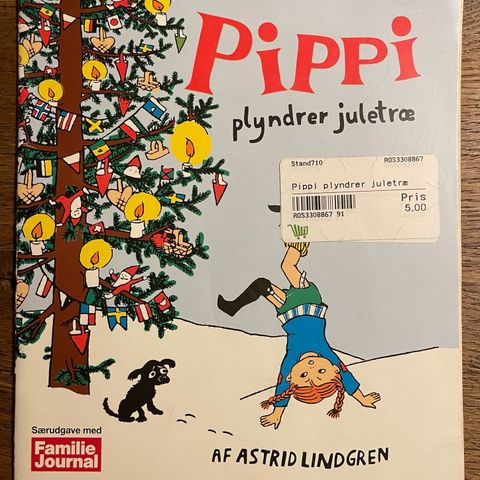 Pippi
plyndrer juletræ
Stand710 ROS3308867
Pippi plyndrer juletræ
Pris
5,00
ROS3308867 91
Særudgave med
Familie
Journal
AF ASTRID LINDGREN